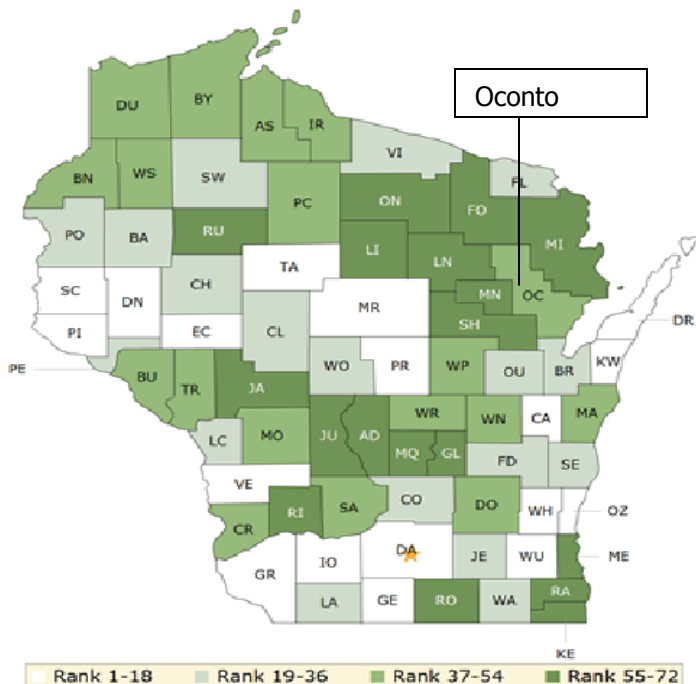 Oconto
DU
BY
AS
IR
VI
BN
WS
SW
PC
ON
FO
FL
MI
PO
BA
RU
LI
LN
SC
DN
CH
TA
MR
MN
OC
PI
EC
CL
SH
DR
PE
BU
TR
JA
WO
PR
WP
OU
BR
KW
LC
MO
JU
AD
WR
WN
CA
MA
MQ
GL
FD
SE
VE
RI
SA
CO
DO
WH
OZ
CR
GR
IO
DA
JE
WU
ME
LA
GE
RO
WA
RA
KE
Rank 1-18 Rank 19-36 Rank 37-54 Rank 55-72